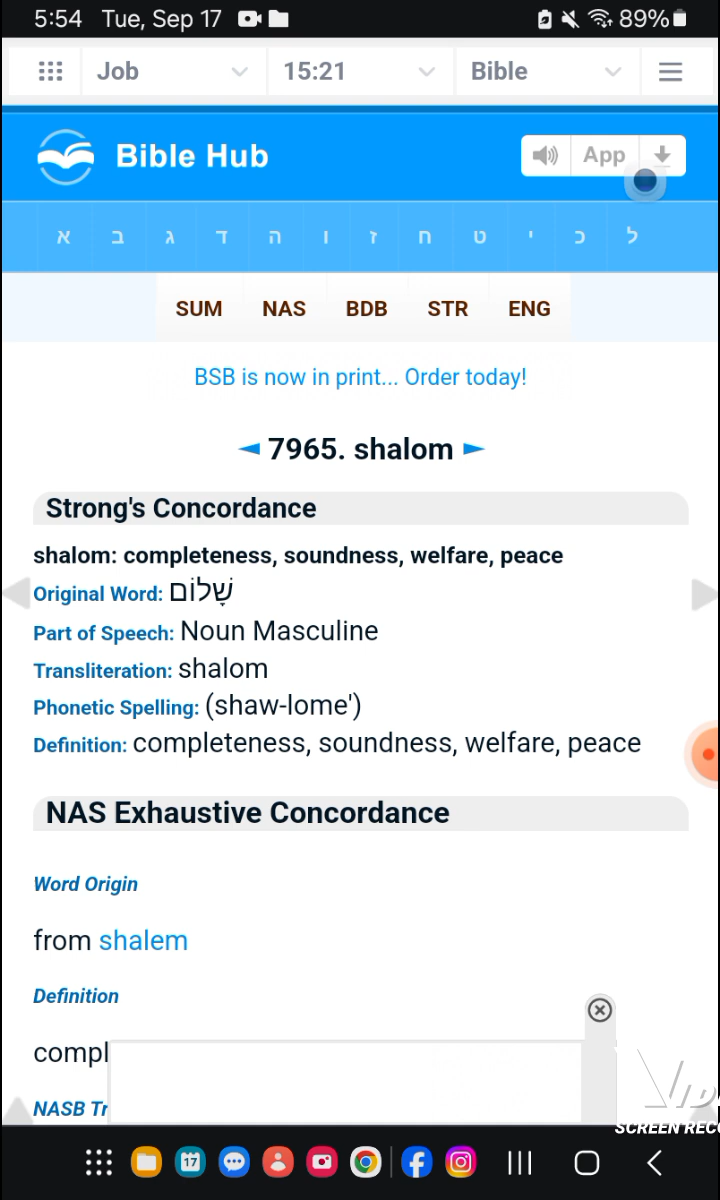 5:54 Tue, Sep 17 89%
Job 15:21 Bible
Bible Hub App
א ב ג ד ה ו ז ח ט י כ ל
SUM NAS BDB STR ENG
BSB is now in print... Order today!
7965. shalom
Strong's Concordance
shalom: completeness, soundness, welfare, peace
Original Word: שָׁלוֹם
Part of Speech: Noun Masculine
Transliteration: shalom
Phonetic Spelling: (shaw-lome')
Definition: completeness, soundness, welfare, peace
NAS Exhaustive Concordance
Word Origin
from shalem
Definition
compl
NASB Tr
SCREEN REC
17